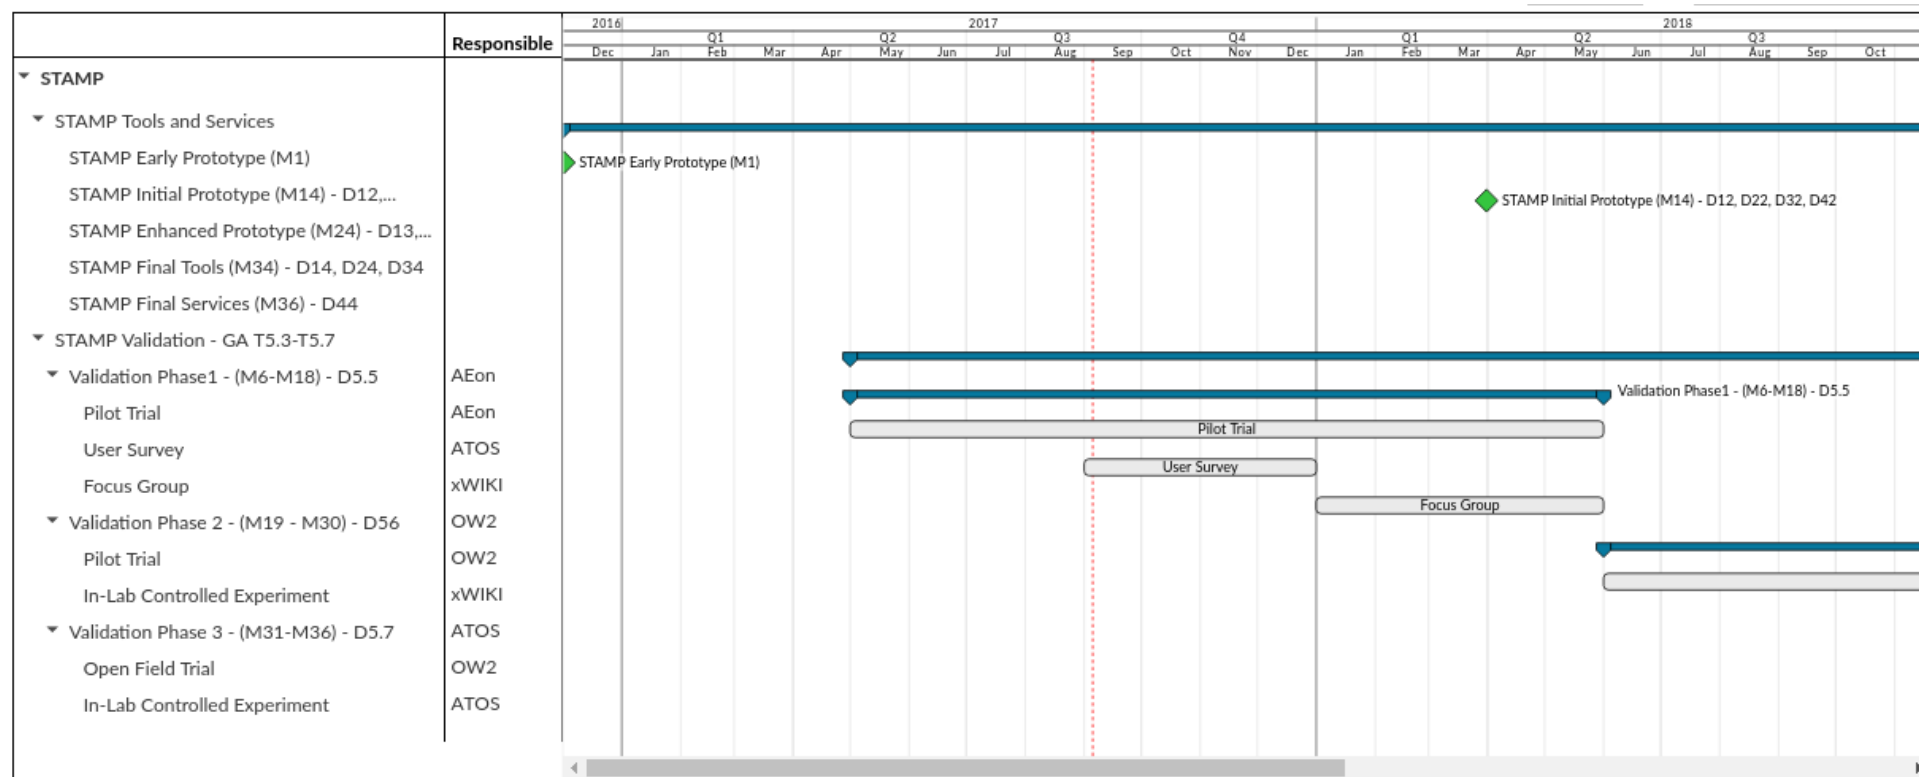 2016 2017 2018
Responsible
Q1 Q2 Q3 Q4 Q1 Q2 Q3
Dec Jan Feb Mar Apr May Jun Jul Aug Sep Oct Nov Dec Jan Feb Mar Apr May Jun Jul Aug Sep Oct
STAMP
STAMP Tools and Services
STAMP Early Prototype (M1) STAMP Early Prototype (M1)
STAMP Initial Prototype (M14) - D12,... STAMP Initial Prototype (M14) - D12, D22, D32, D42
STAMP Enhanced Prototype (M24) - D13,...
STAMP Final Tools (M34) - D14, D24, D34
STAMP Final Services (M36) - D44
STAMP Validation - GA T5.3-T5.7
Validation Phase1 - (M6-M18) - D5.5 AEon Validation Phase1 - (M6-M18) - D5.5
Pilot Trial AEon Pilot Trial
User Survey ATOS User Survey
Focus Group xWIKI Focus Group
Validation Phase 2 - (M19 - M30) - D56 OW2
Pilot Trial OW2
In-Lab Controlled Experiment xWIKI
Validation Phase 3 - (M31-M36) - D5.7 ATOS
Open Field Trial OW2
In-Lab Controlled Experiment ATOS